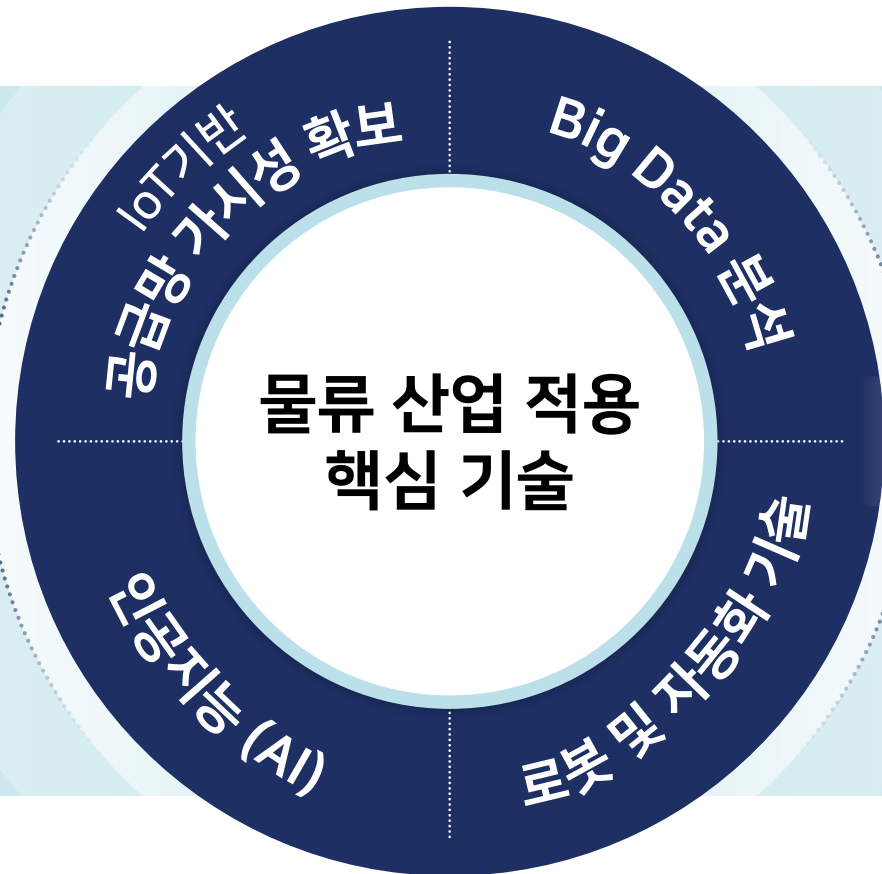 IoT기반
공급망 가시성 확보
Big Data 분석
물류 산업 적용
핵심 기술
인공지능 (AI)
로봇 및 자동화 기술